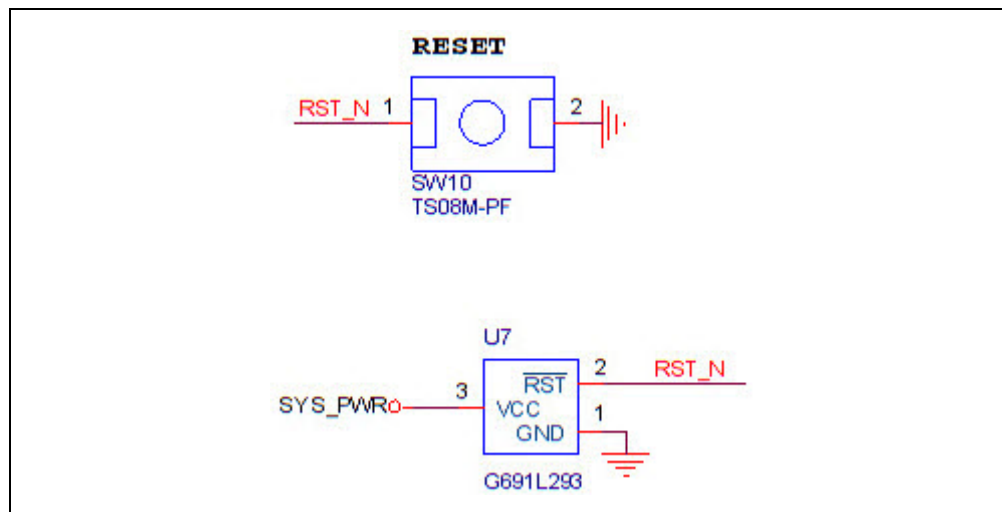 RESET
RST_N 1 2
SW10
TS08M-PF
U7
RST 2 RST_N
SYS_PWR 3 VCC
GND 1
G691L293